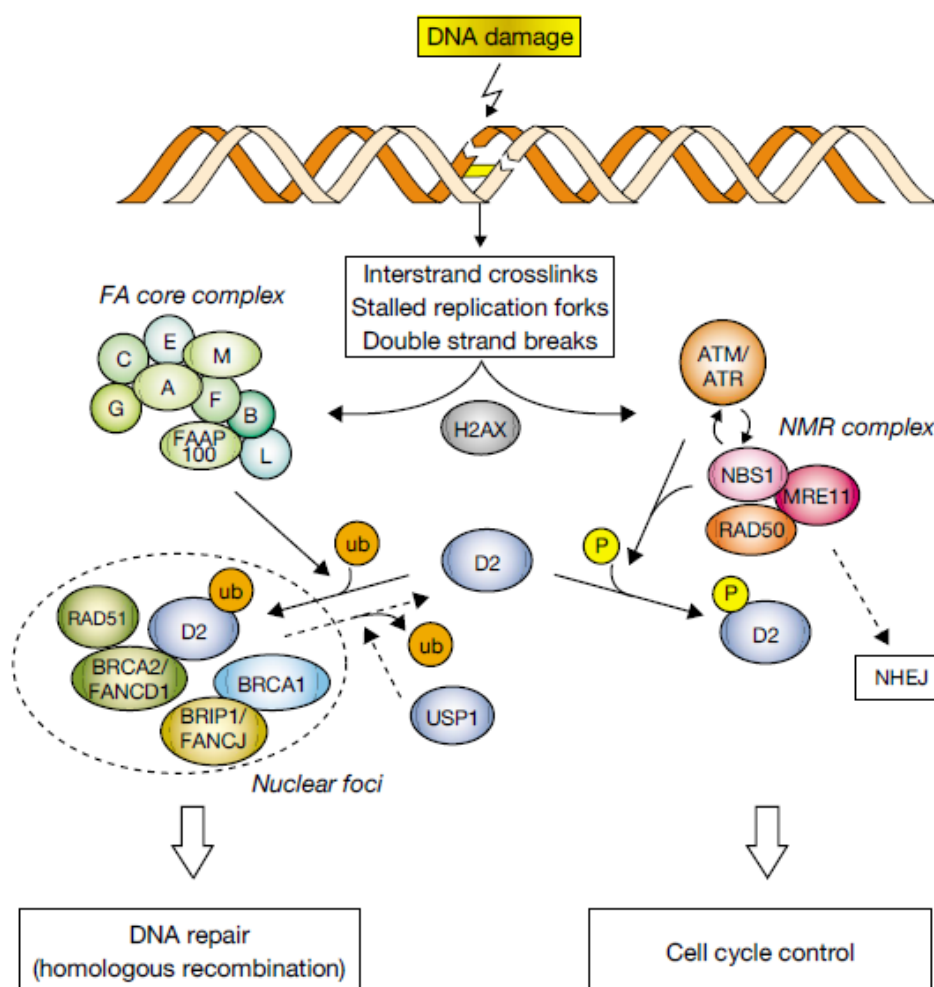 DNA damage
Interstrand crosslinks
Stalled replication forks
Double strand breaks
FA core complex
C
E
M
G
A
F
B
FAAP
100
L
H2AX
ATM/
ATR
NMR complex
NBS1
MRE11
RAD50
ub
D2
P
RAD51
ub
D2
BRCA2/
FANCD1
BRCA1
BRIP1/
FANCJ
ub
USP1
P
D2
NHEJ
Nuclear foci
DNA repair
(homologous recombination)
Cell cycle control